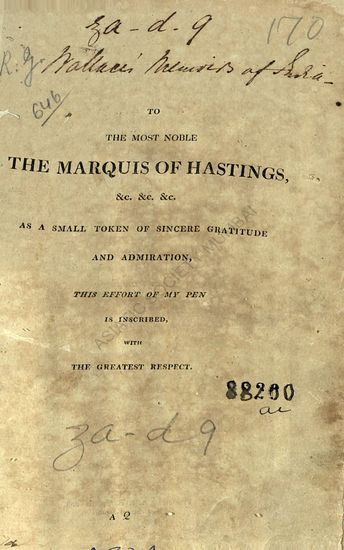 za-d-9
170
R. G. Wallace's Memoirs of India-
646
TO
THE MOST NOBLE
THE MARQUIS OF HASTINGS,
&c. &c. &c.
AS A SMALL TOKEN OF SINCERE GRATITUDE
AND ADMIRATION,
THIS EFFORT OF MY PEN
IS INSCRIBED,
WITH
THE GREATEST RESPECT.
88200
za-d 9
A 2